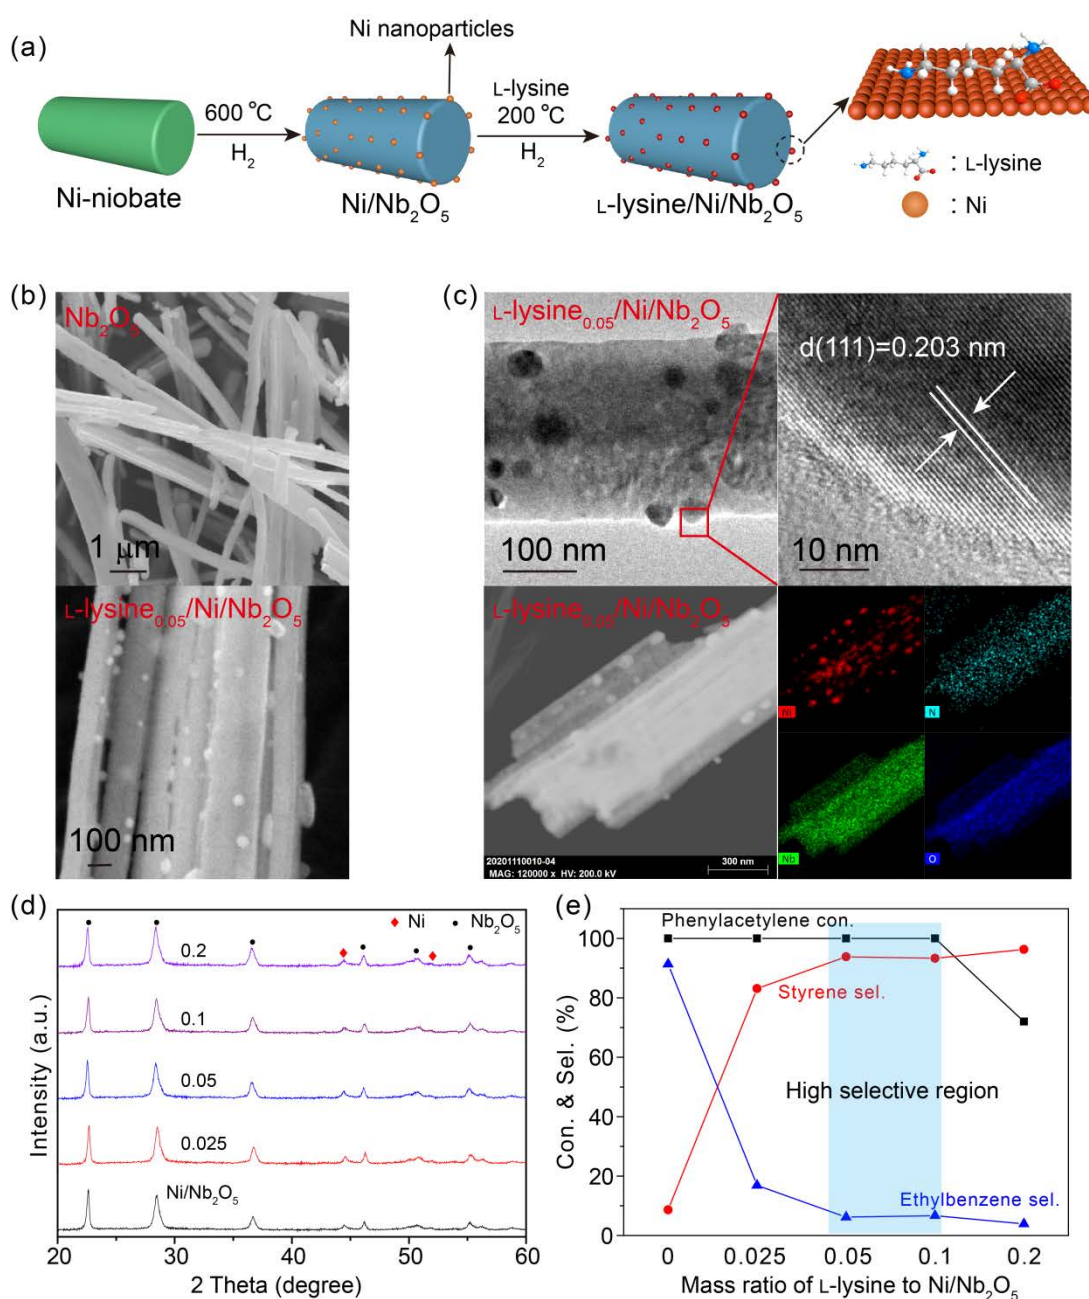 (a)
Ni nanoparticles
600 °C
H₂
L-lysine
200 °C
H₂
Ni-niobate
Ni/Nb₂O₅
L-lysine/Ni/Nb₂O₅
: L-lysine
: Ni
(b)
Nb₂O₅
1 μm
L-lysine₀.₀₅/Ni/Nb₂O₅
100 nm
(c)
L-lysine₀.₀₅/Ni/Nb₂O₅
100 nm
d(111)=0.203 nm
10 nm
L-lysine₀.₀₅/Ni/Nb₂O₅
20201110010-04
MAG: 120000 x HV: 200.0 kV
300 nm
Ni
N
Nb
O
(d)
Ni
Nb₂O₅
0.2
0.1
0.05
0.025
Ni/Nb₂O₅
Intensity (a.u.)
20 30 40 50 60
2 Theta (degree)
(e)
Phenylacetylene con.
Styrene sel.
High selective region
Ethylbenzene sel.
Con. & Sel. (%)
100
80
60
40
20
0
0 0.025 0.05 0.1 0.2
Mass ratio of L-lysine to Ni/Nb₂O₅